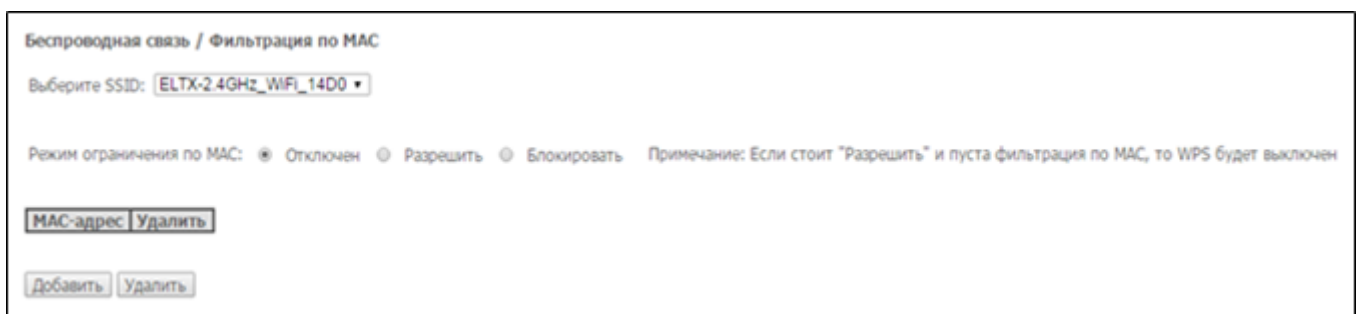 Беспроводная связь / Фильтрация по MAC
Выберите SSID: ELTX-2.4GHz_WiFi_14D0
Режим ограничения по MAC: Отключен Разрешить Блокировать Примечание: Если стоит "Разрешить" и пуста фильтрация по MAC, то WPS будет выключен
MAC-адрес Удалить
Добавить Удалить